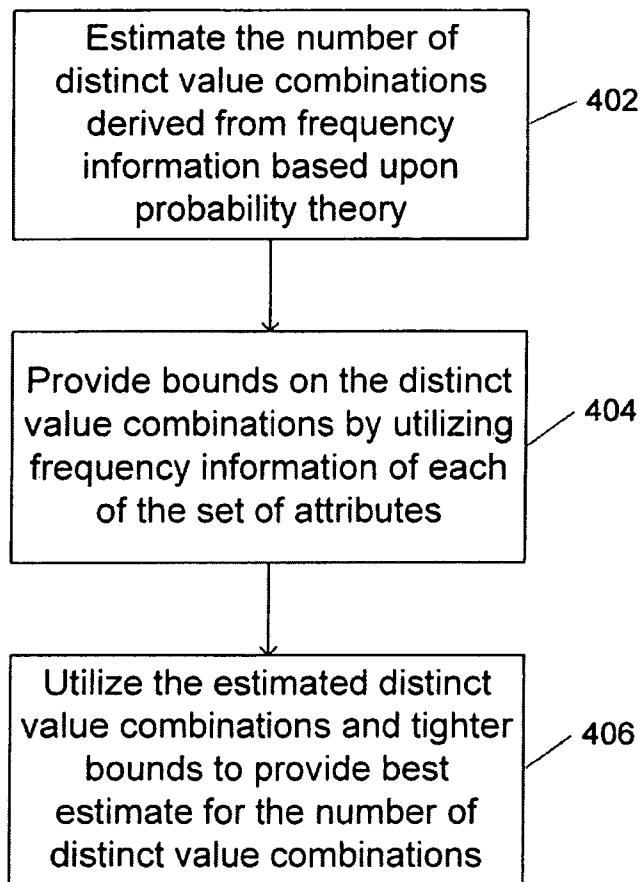 Estimate the number of
distinct value combinations
derived from frequency
information based upon
probability theory
402
Provide bounds on the distinct
value combinations by utilizing
frequency information of each
of the set of attributes
404
Utilize the estimated distinct
value combinations and tighter
bounds to provide best
estimate for the number of
distinct value combinations
406